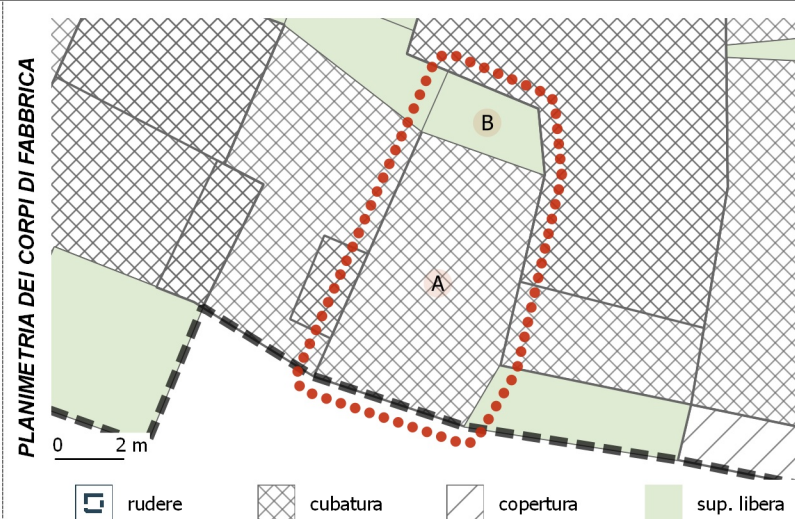 PLANIMETRIA DEI CORPI DI FABBRICA
B
A
0 2 m
rudere cubatura copertura sup. libera